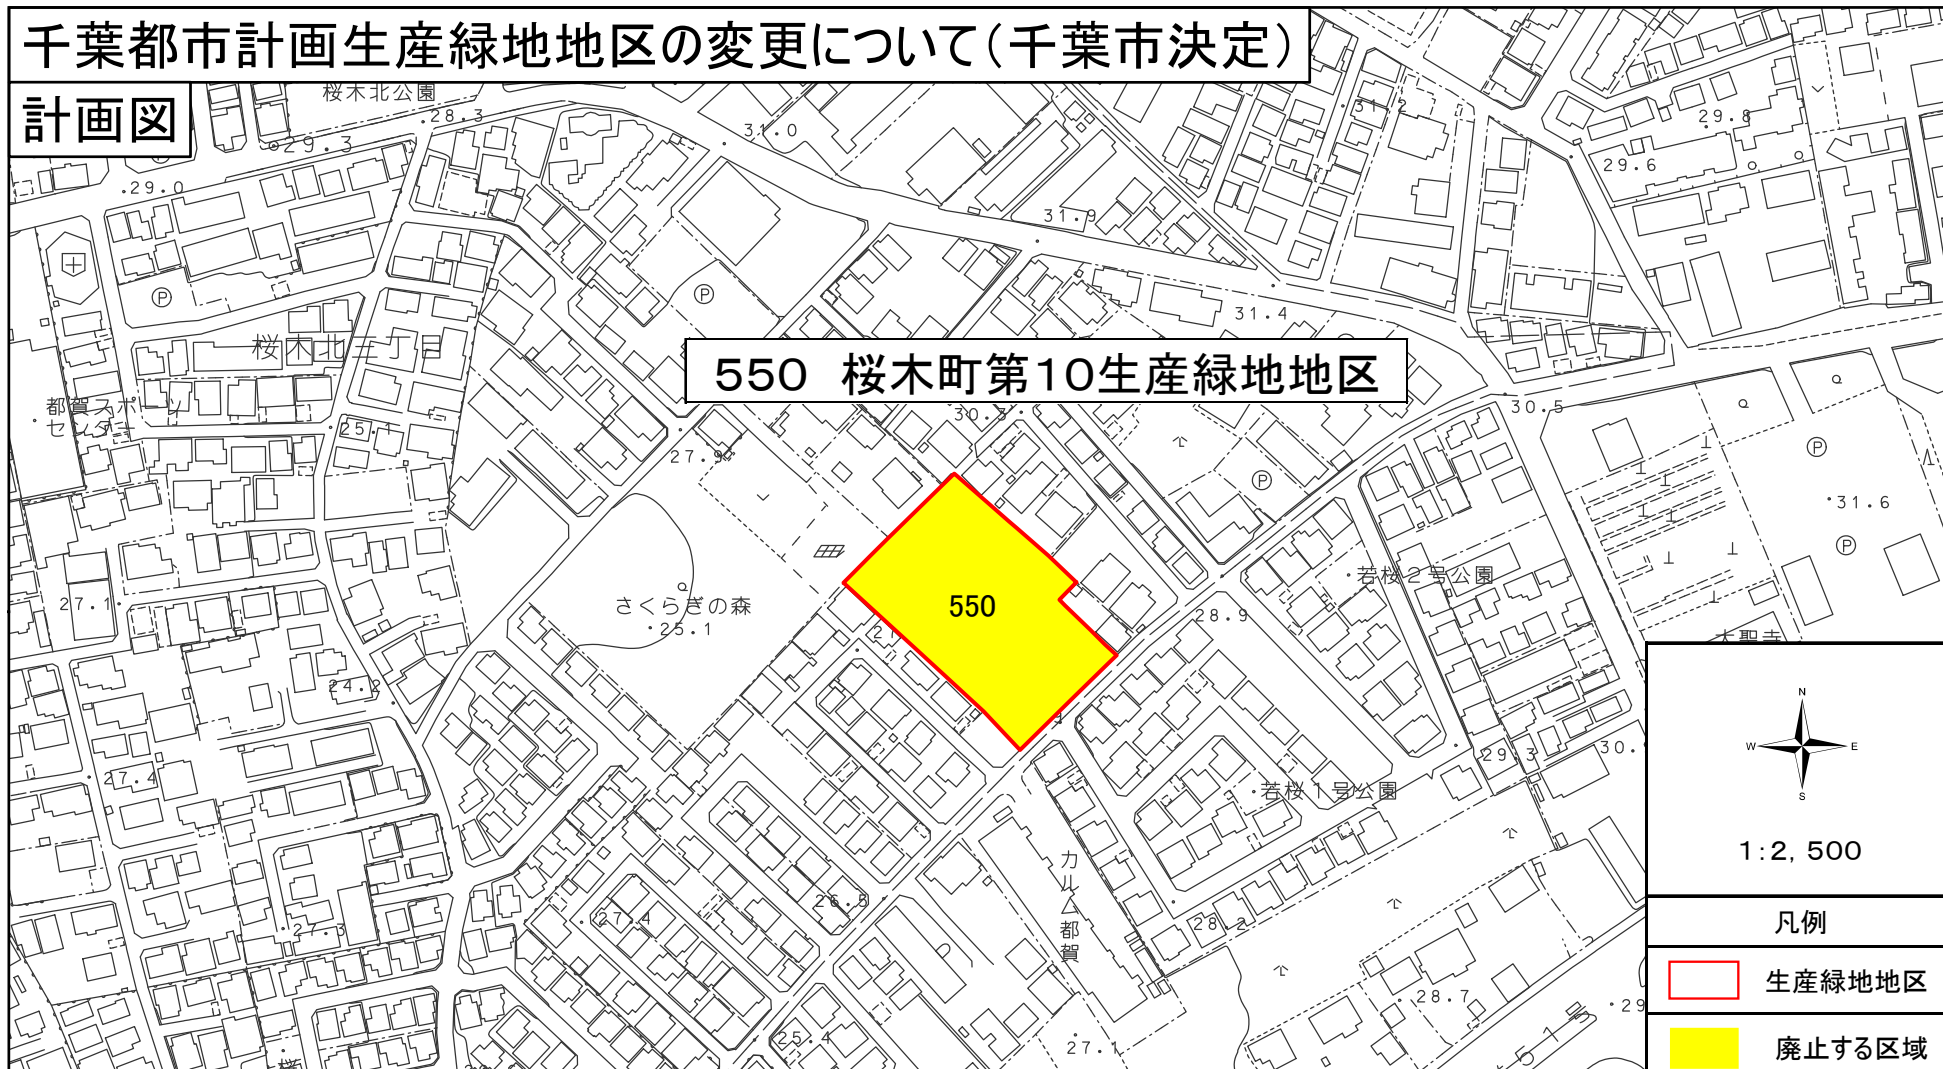 千葉都市計画生産緑地地区の変更について(千葉市決定)
計画図
桜木北公園
28.3
29.3
31.0
31.2
29.8
29.6
29.0
31.9
P
P
31.4
桜木北三丁目
550 桜木町第10生産緑地地区
都賀スポーツ
センター
25.1
30.3
30.5
27.9
P
P
31.6
P
550
若桜2号公園
さくらぎの森
25.1
27.1
28.9
大聖寺
24.2
N
W E
S
29.3
27.4
若桜1号公園
1:2,500
カルム都賀
26.5
27.4
27.3
28.2
凡例
生産緑地地区
28.7
25.4
27.1
廃止する区域